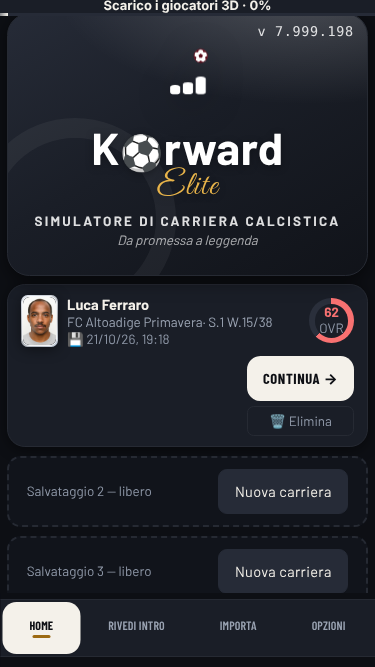 Scarico i giocatori 3D · 0%
v 7.999.198
K⚽rward
Elite
SIMULATORE DI CARRIERA CALCISTICA
Da promessa a leggenda
Luca Ferraro
FC Altoadige Primavera· S.1 W.15/38
💾 21/10/26, 19:18
62
OVR
CONTINUA →
🗑️ Elimina
Salvataggio 2 — libero
Nuova carriera
Salvataggio 3 — libero
Nuova carriera
HOME
RIVEDI INTRO
IMPORTA
OPZIONI